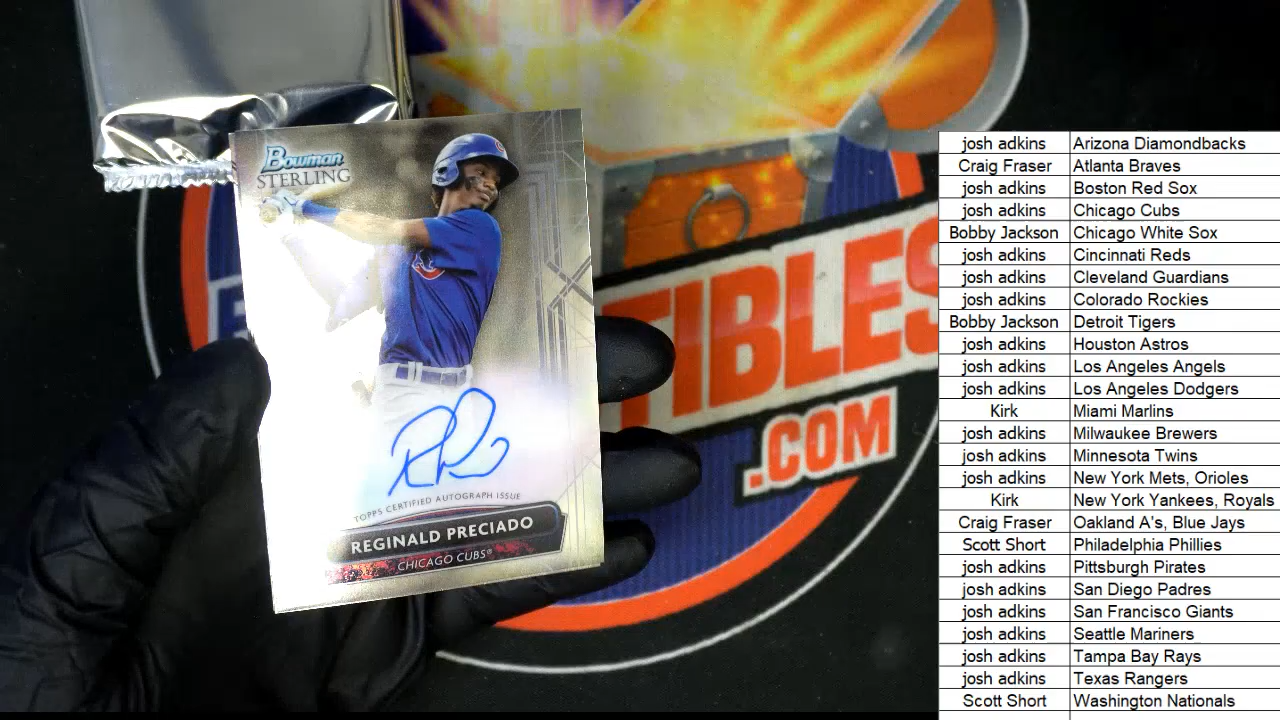 Bowman
STERLING
TOPPS CERTIFIED AUTOGRAPH ISSUE
REGINALD PRECIADO
CHICAGO CUBS®
TIBLES
.COM
josh adkins Arizona Diamondbacks
Craig Fraser Atlanta Braves
josh adkins Boston Red Sox
josh adkins Chicago Cubs
Bobby Jackson Chicago White Sox
josh adkins Cincinnati Reds
josh adkins Cleveland Guardians
josh adkins Colorado Rockies
Bobby Jackson Detroit Tigers
josh adkins Houston Astros
josh adkins Los Angeles Angels
josh adkins Los Angeles Dodgers
Kirk Miami Marlins
josh adkins Milwaukee Brewers
josh adkins Minnesota Twins
josh adkins New York Mets, Orioles
Kirk New York Yankees, Royals
Craig Fraser Oakland A's, Blue Jays
Scott Short Philadelphia Phillies
josh adkins Pittsburgh Pirates
josh adkins San Diego Padres
josh adkins San Francisco Giants
josh adkins Seattle Mariners
josh adkins Tampa Bay Rays
josh adkins Texas Rangers
Scott Short Washington Nationals